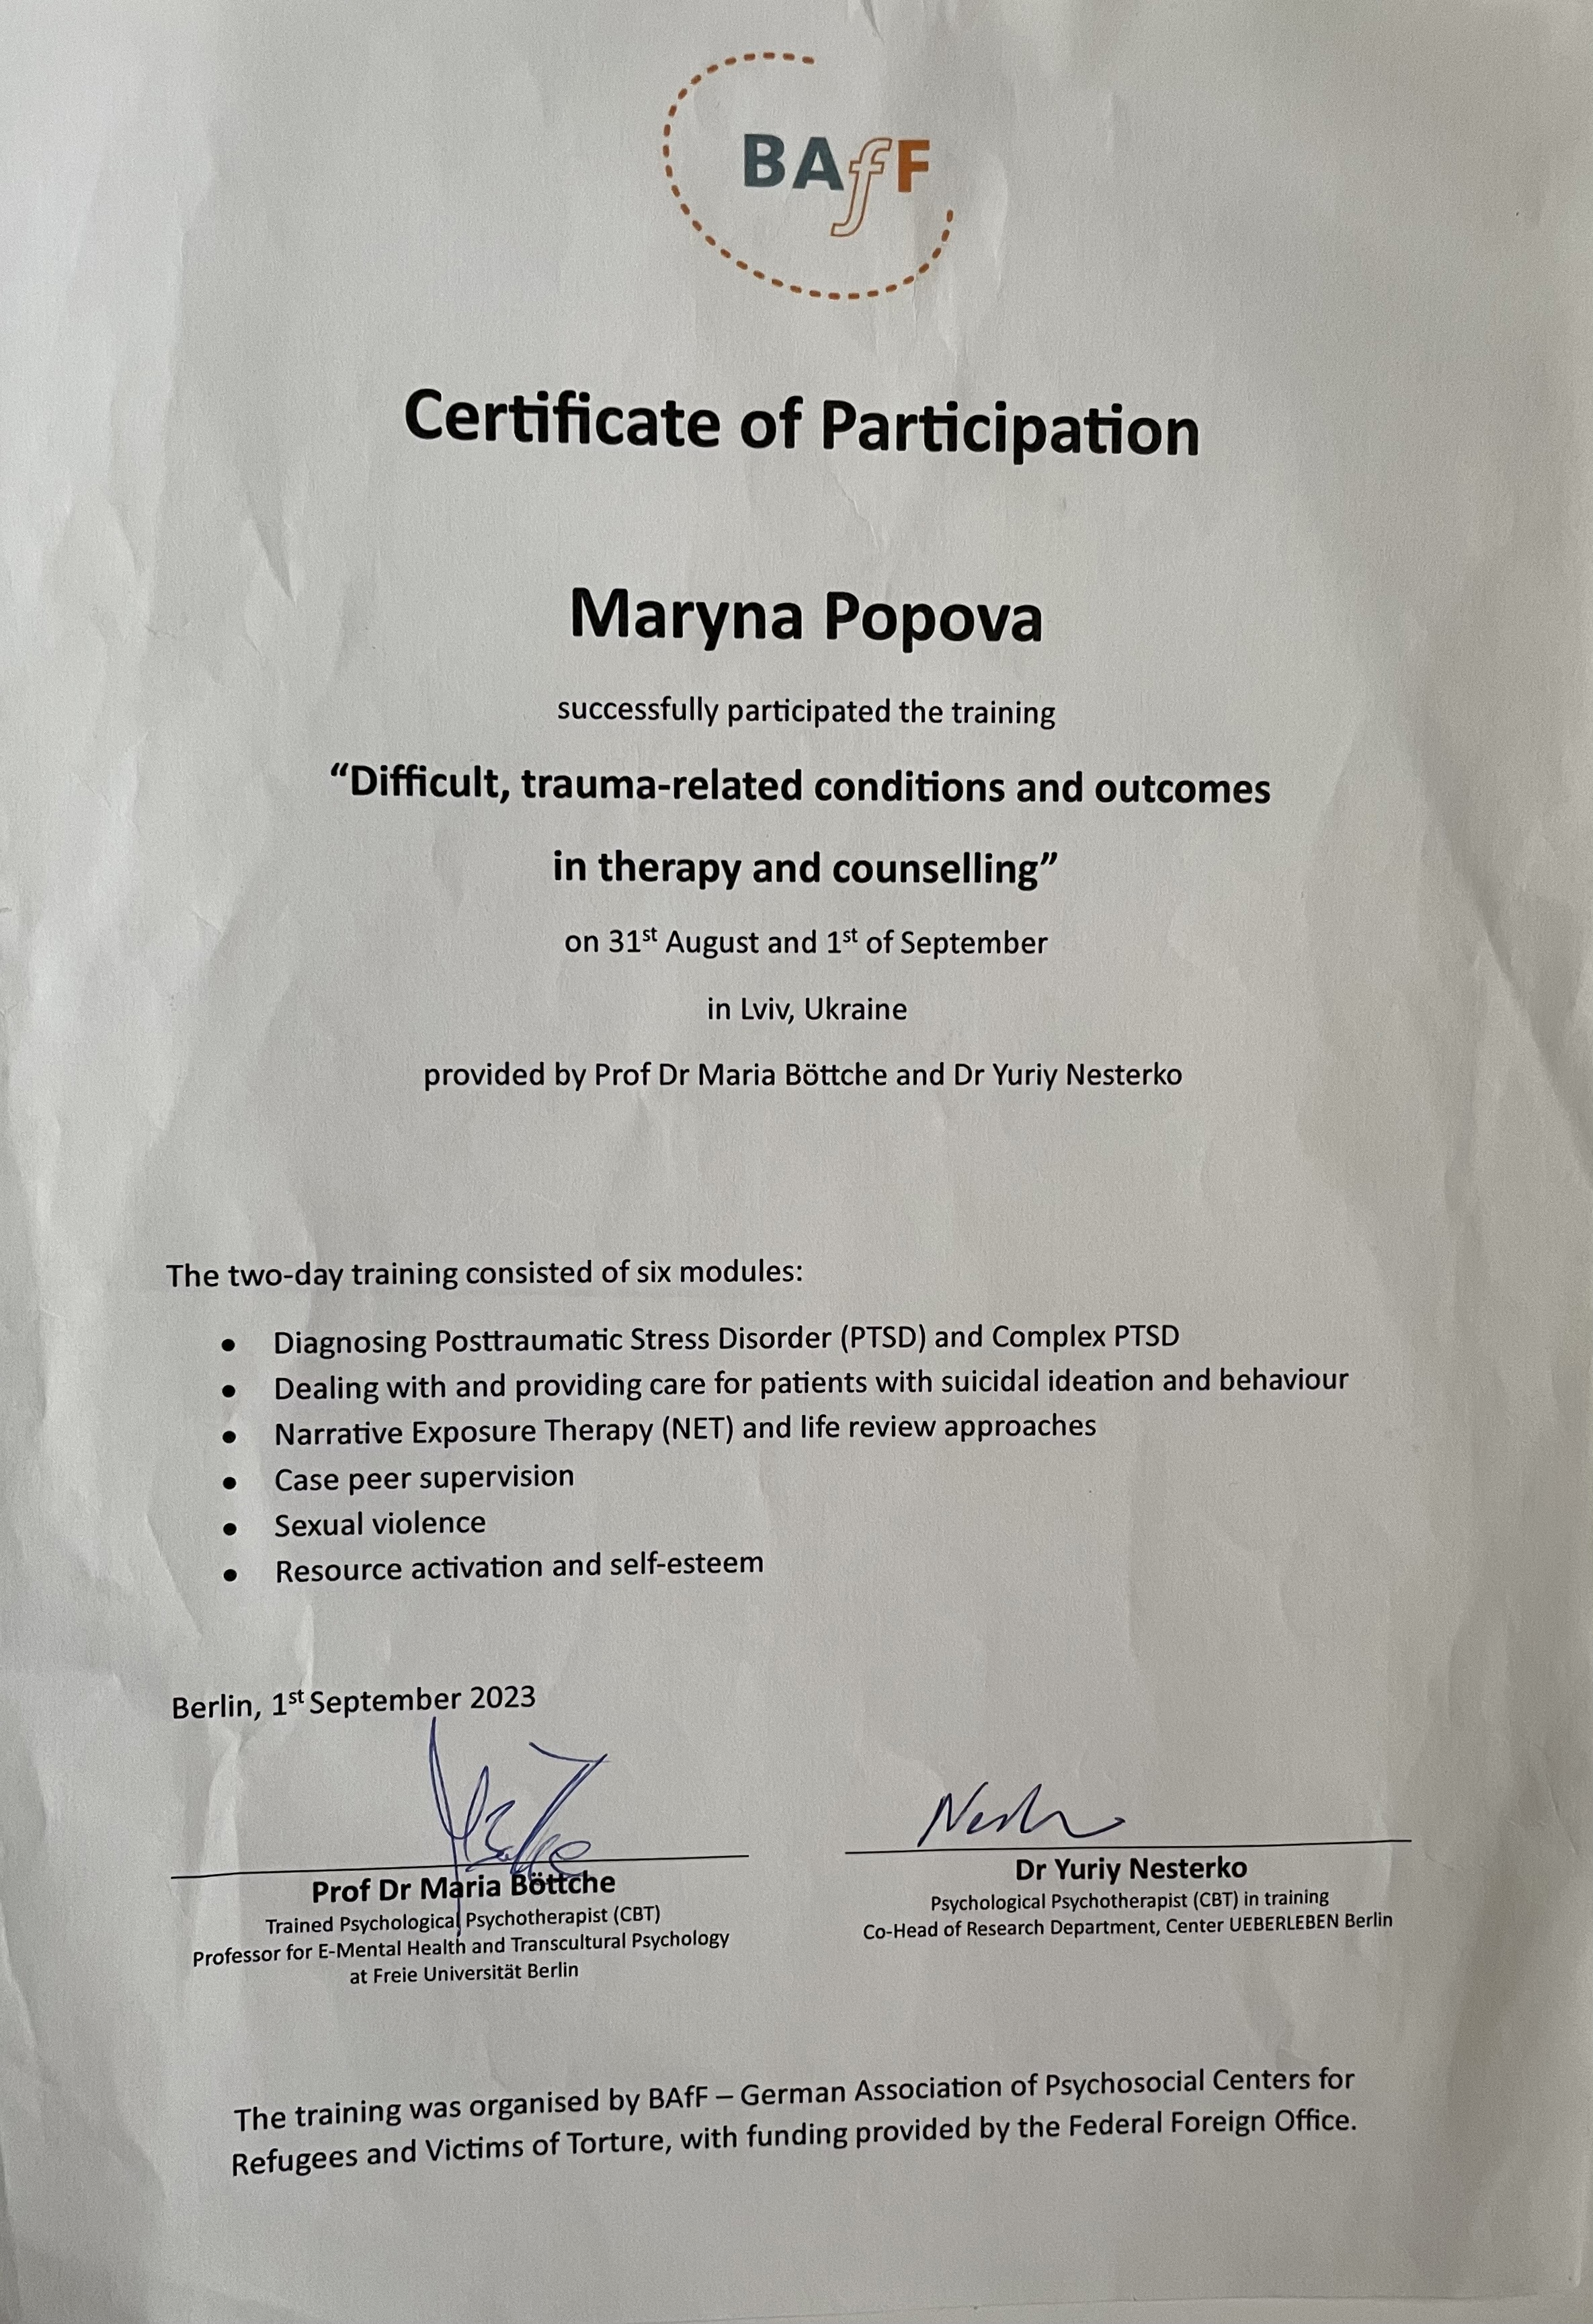 BAfF
Certificate of Participation
Maryna Popova
successfully participated the training
“Difficult, trauma-related conditions and outcomes
in therapy and counselling”
on 31st August and 1st of September
in Lviv, Ukraine
provided by Prof Dr Maria Böttche and Dr Yuriy Nesterko
The two-day training consisted of six modules:
• Diagnosing Posttraumatic Stress Disorder (PTSD) and Complex PTSD
• Dealing with and providing care for patients with suicidal ideation and behaviour
• Narrative Exposure Therapy (NET) and life review approaches
• Case peer supervision
• Sexual violence
• Resource activation and self-esteem
Berlin, 1st September 2023
Prof Dr Maria Böttche
Trained Psychological Psychotherapist (CBT)
Professor for E-Mental Health and Transcultural Psychology
at Freie Universität Berlin
Dr Yuriy Nesterko
Psychological Psychotherapist (CBT) in training
Co-Head of Research Department, Center UEBERLEBEN Berlin
The training was organised by BAfF – German Association of Psychosocial Centers for
Refugees and Victims of Torture, with funding provided by the Federal Foreign Office.